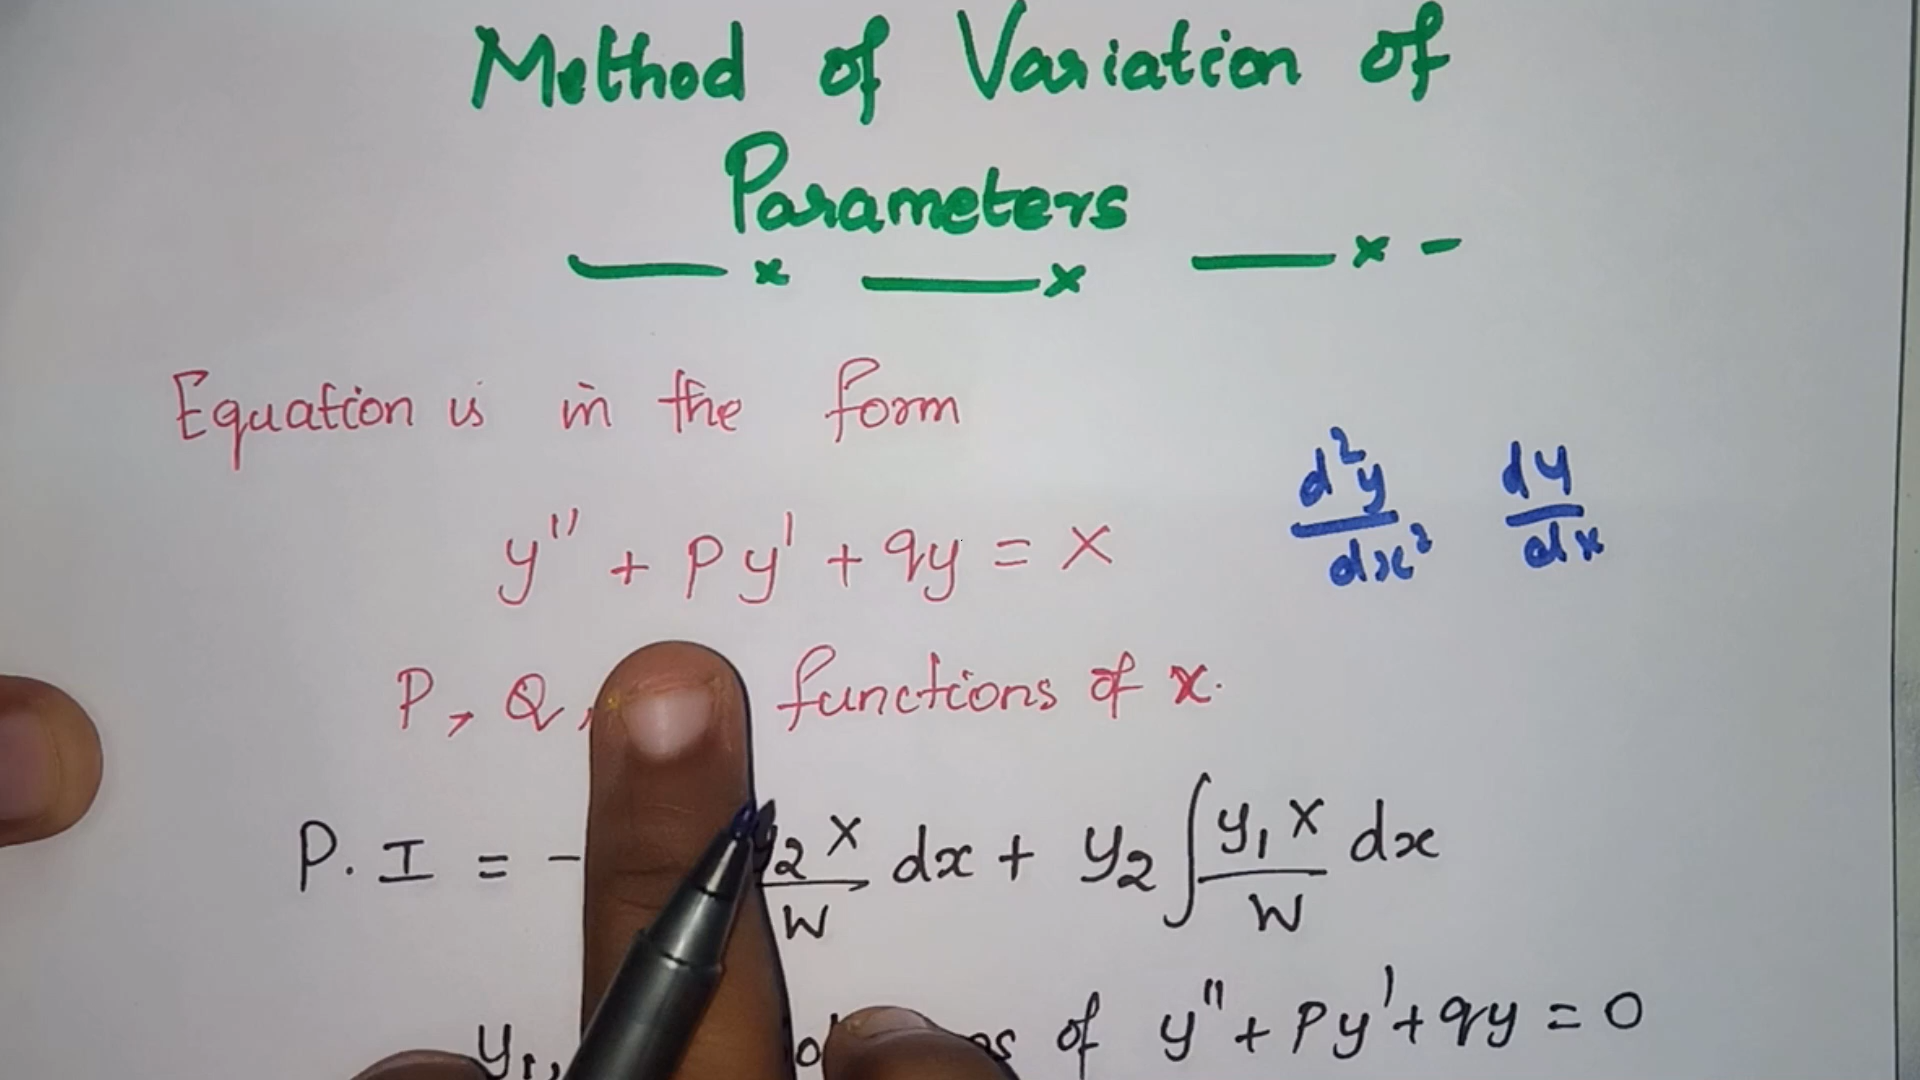 Method of Variation of
Parameters
Equation is in the form
y'' + py' + qy = x
d²y/dx² dy/dx
P, Q, functions of x.
P.I = - y₂x/W dx + y₂∫ y₁x/W dx
y₁, of y'' + py' + qy = 0